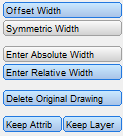 Offset Width
Symmetric Width
Enter Absolute Width
Enter Relative Width
Delete Original Drawing
Keep Attrib Keep Layer